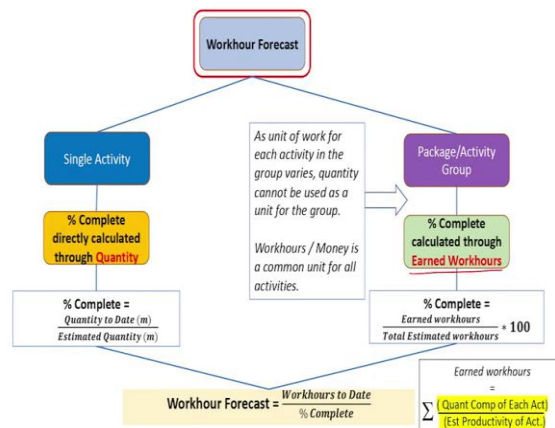 Workhour Forecast
Single Activity
As unit of work for
each activity in the
group varies, quantity
cannot be used as a
unit for the group.
Workhours / Money is
a common unit for all
activities.
Package/Activity
Group
% Complete
directly calculated
through Quantity
% Complete
calculated through
Earned Workhours
% Complete =
Quantity to Date (m)
Estimated Quantity (m)
% Complete =
Earned workhours
Total Estimated workhours * 100
Workhour Forecast = Workhours to Date
% Complete
Earned workhours
=
∑ ( Quant Comp of Each Act)
(Est Productivity of Act.)